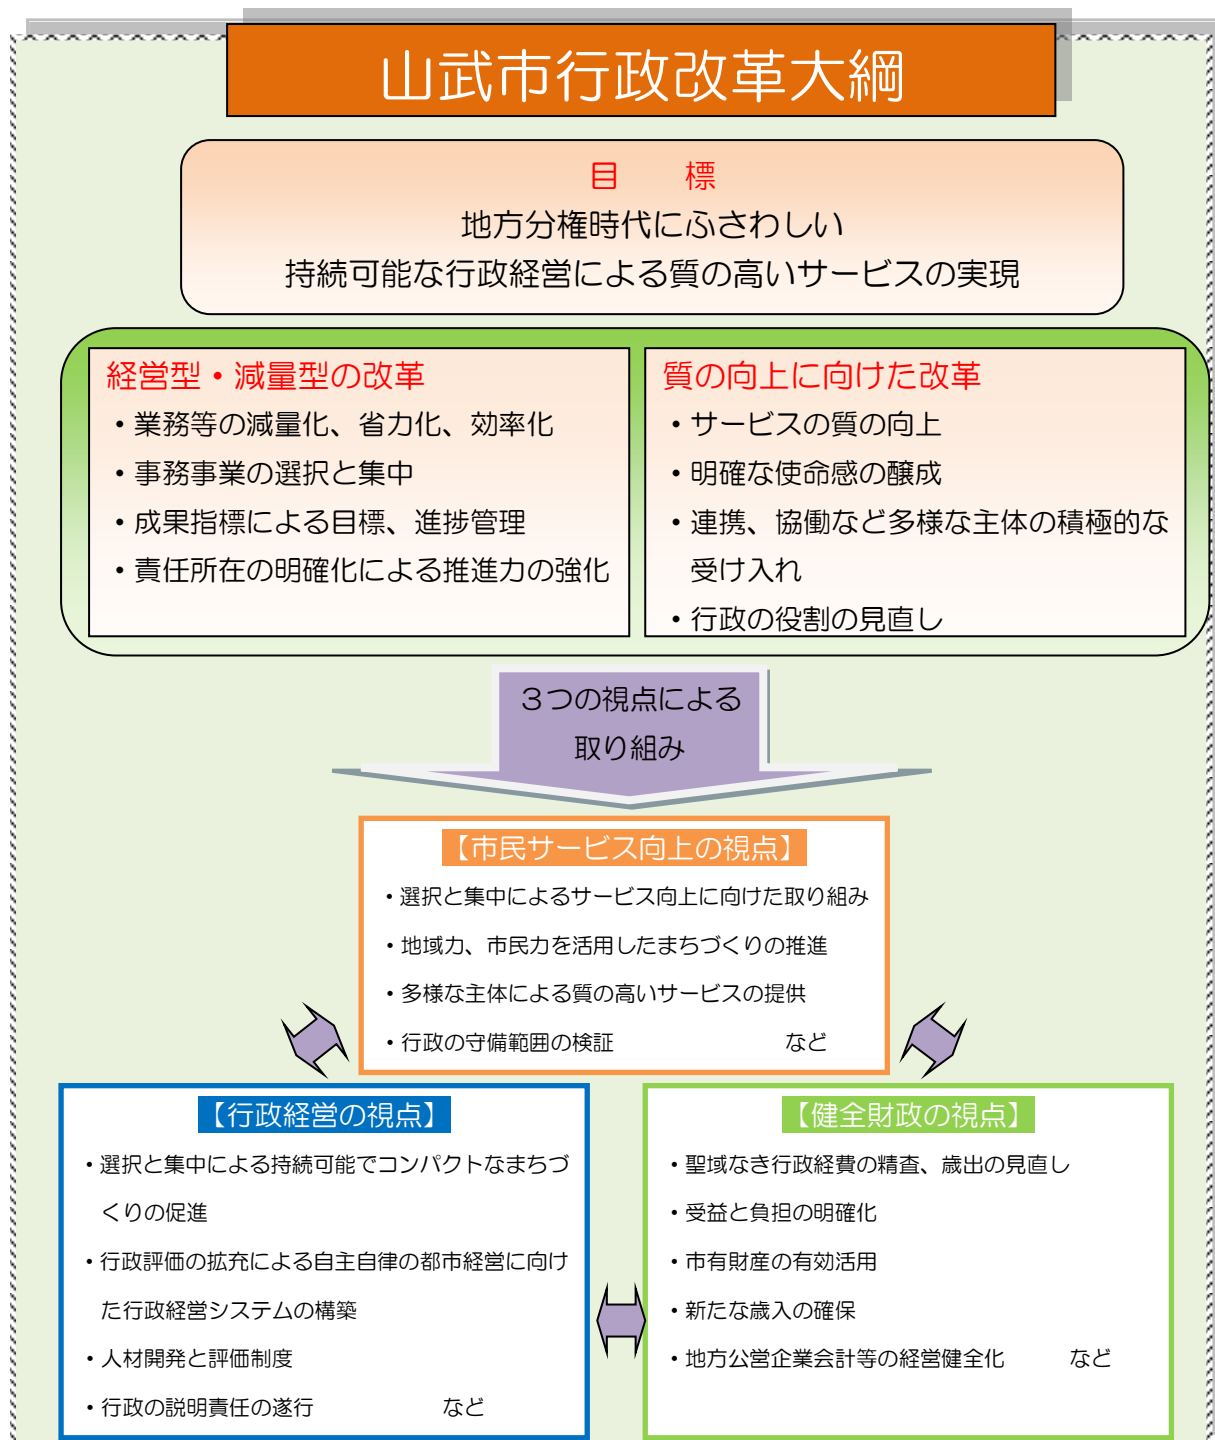 山武市行政改革大綱
目　　標
地方分権時代にふさわしい
持続可能な行政経営による質の高いサービスの実現
経営型・減量型の改革
・業務等の減量化、省力化、効率化
・事務事業の選択と集中
・成果指標による目標、進捗管理
・責任所在の明確化による推進力の強化
質の向上に向けた改革
・サービスの質の向上
・明確な使命感の醸成
・連携、協働など多様な主体の積極的な
受け入れ
・行政の役割の見直し
３つの視点による
取り組み
【市民サービス向上の視点】
・選択と集中によるサービス向上に向けた取り組み
・地域力、市民力を活用したまちづくりの推進
・多様な主体による質の高いサービスの提供
・行政の守備範囲の検証　　　　　　　　など
【行政経営の視点】
・選択と集中による持続可能でコンパクトなまちづ
くりの促進
・行政評価の拡充による自主自律の都市経営に向け
た行政経営システムの構築
・人材開発と評価制度
・行政の説明責任の遂行　　　　　　など
【健全財政の視点】
・聖域なき行政経費の精査、歳出の見直し
・受益と負担の明確化
・市有財産の有効活用
・新たな歳入の確保
・地方公営企業会計等の経営健全化　　　など